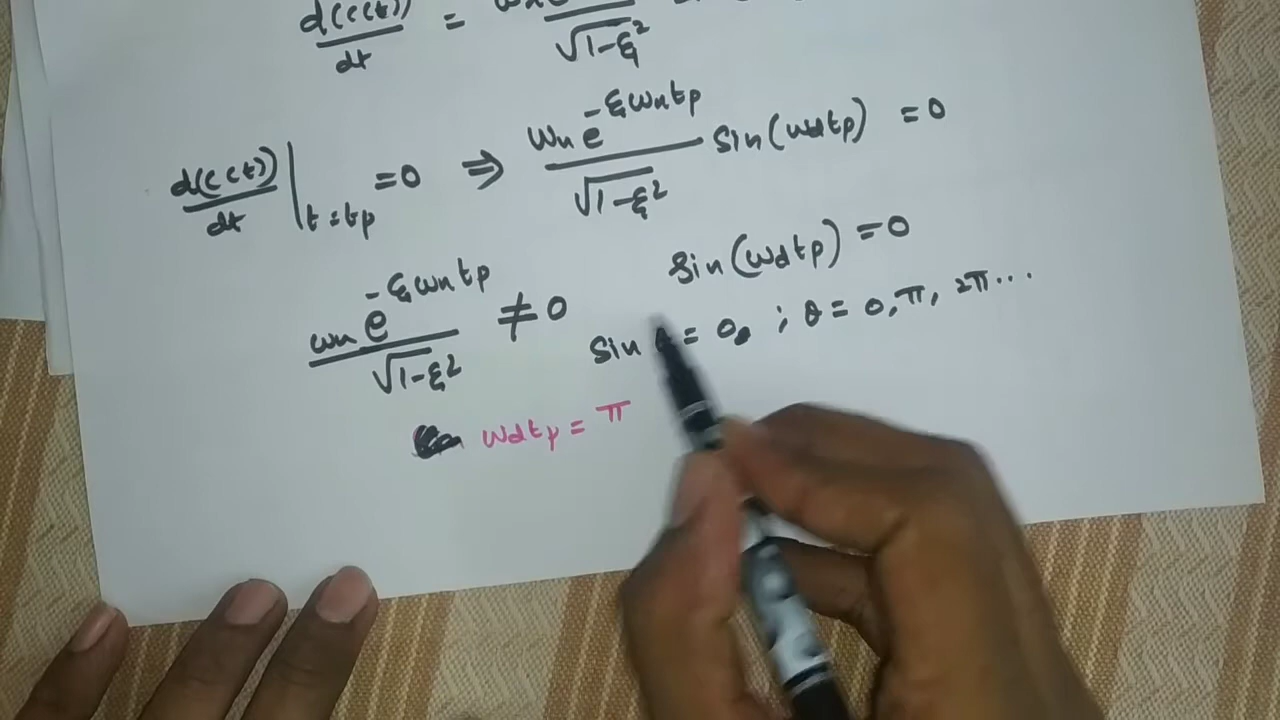 d(c(t))/dt = ωn e / √1-ξ²
d(c(t))/dt |t=tp =0 ⇒ ωn e^-ξωntp / √1-ξ² Sin(ωdtp) =0
Sin(ωdtp) =0
ωn e^-ξωntp / √1-ξ² ≠ 0
Sin = 0 ; θ = 0, π, 2π...
ωdtp = π